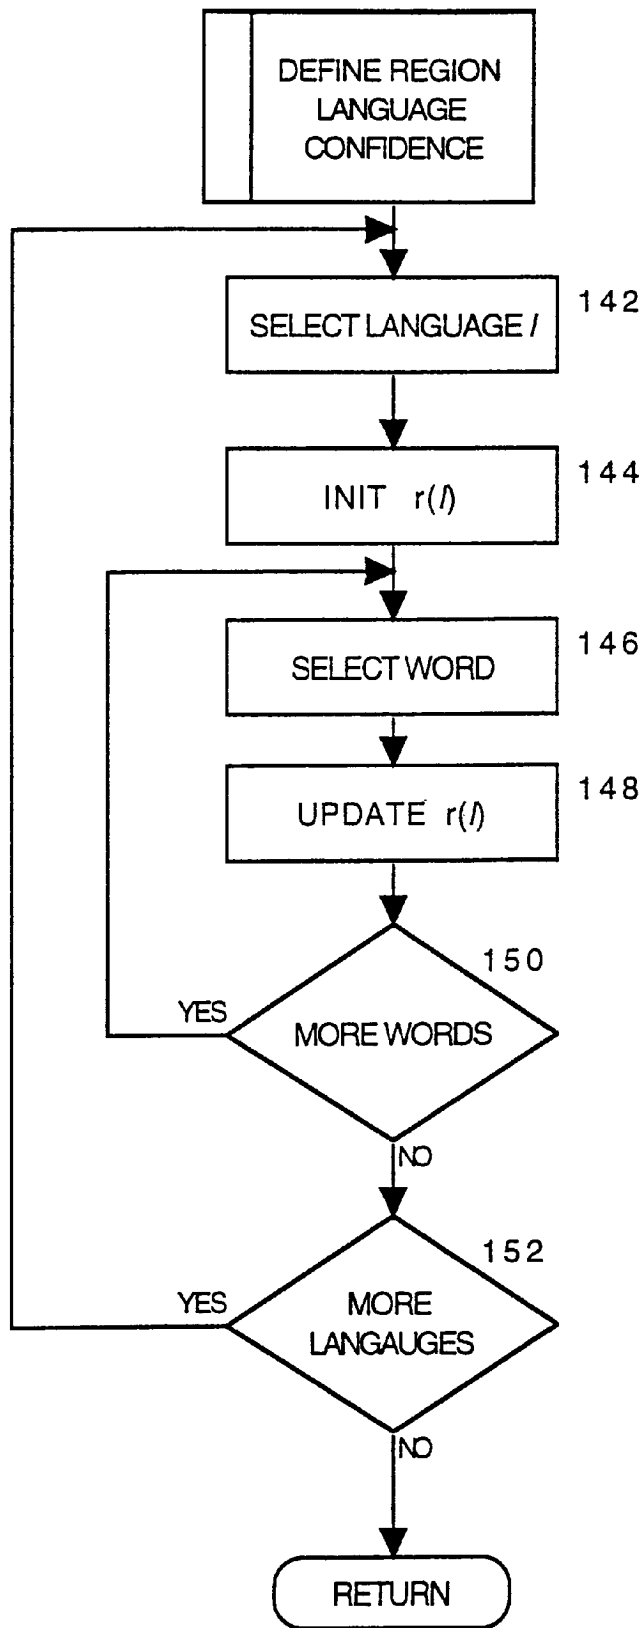 DEFINE REGION
LANGUAGE
CONFIDENCE
142
SELECT LANGUAGE l
144
INIT r(l)
146
SELECT WORD
148
UPDATE r(l)
150
YES
MORE WORDS
NO
152
YES
MORE
LANGAUGES
NO
RETURN